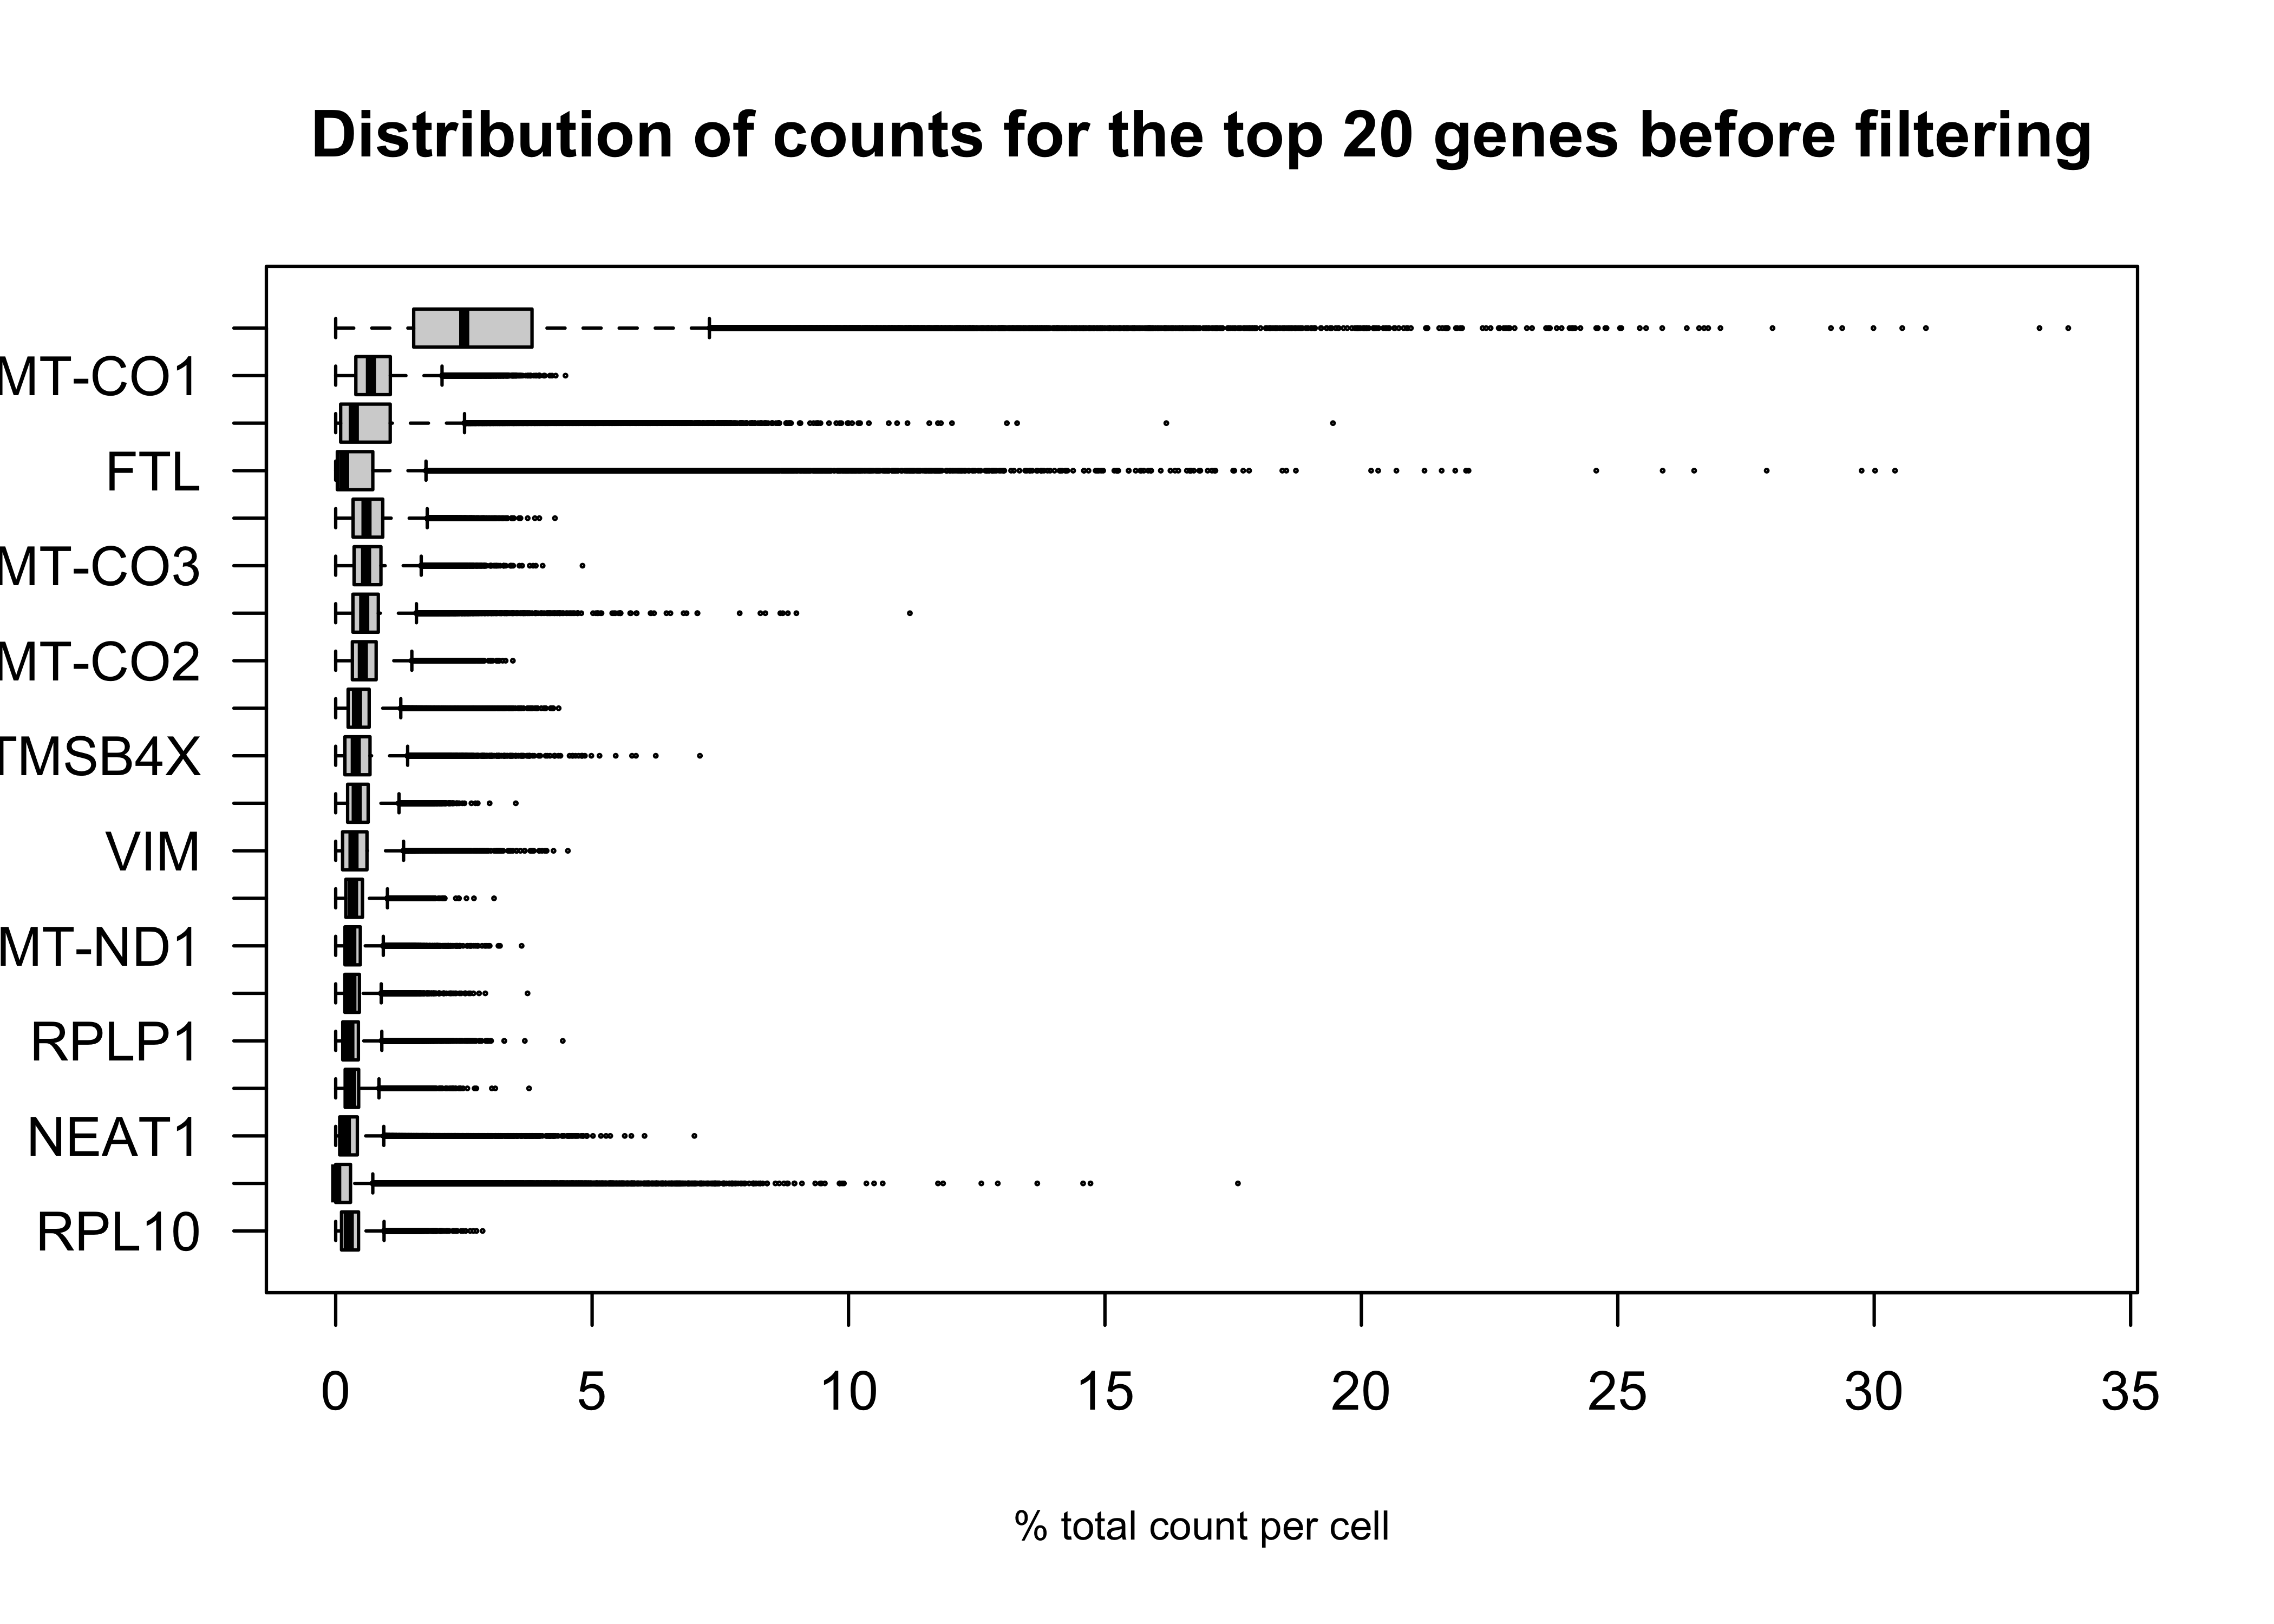 Distribution of counts for the top 20 genes before filtering
MT-CO1
FTL
MT-CO3
MT-CO2
TMSB4X
VIM
MT-ND1
RPLP1
NEAT1
RPL10
0 5 10 15 20 25 30 35
% total count per cell